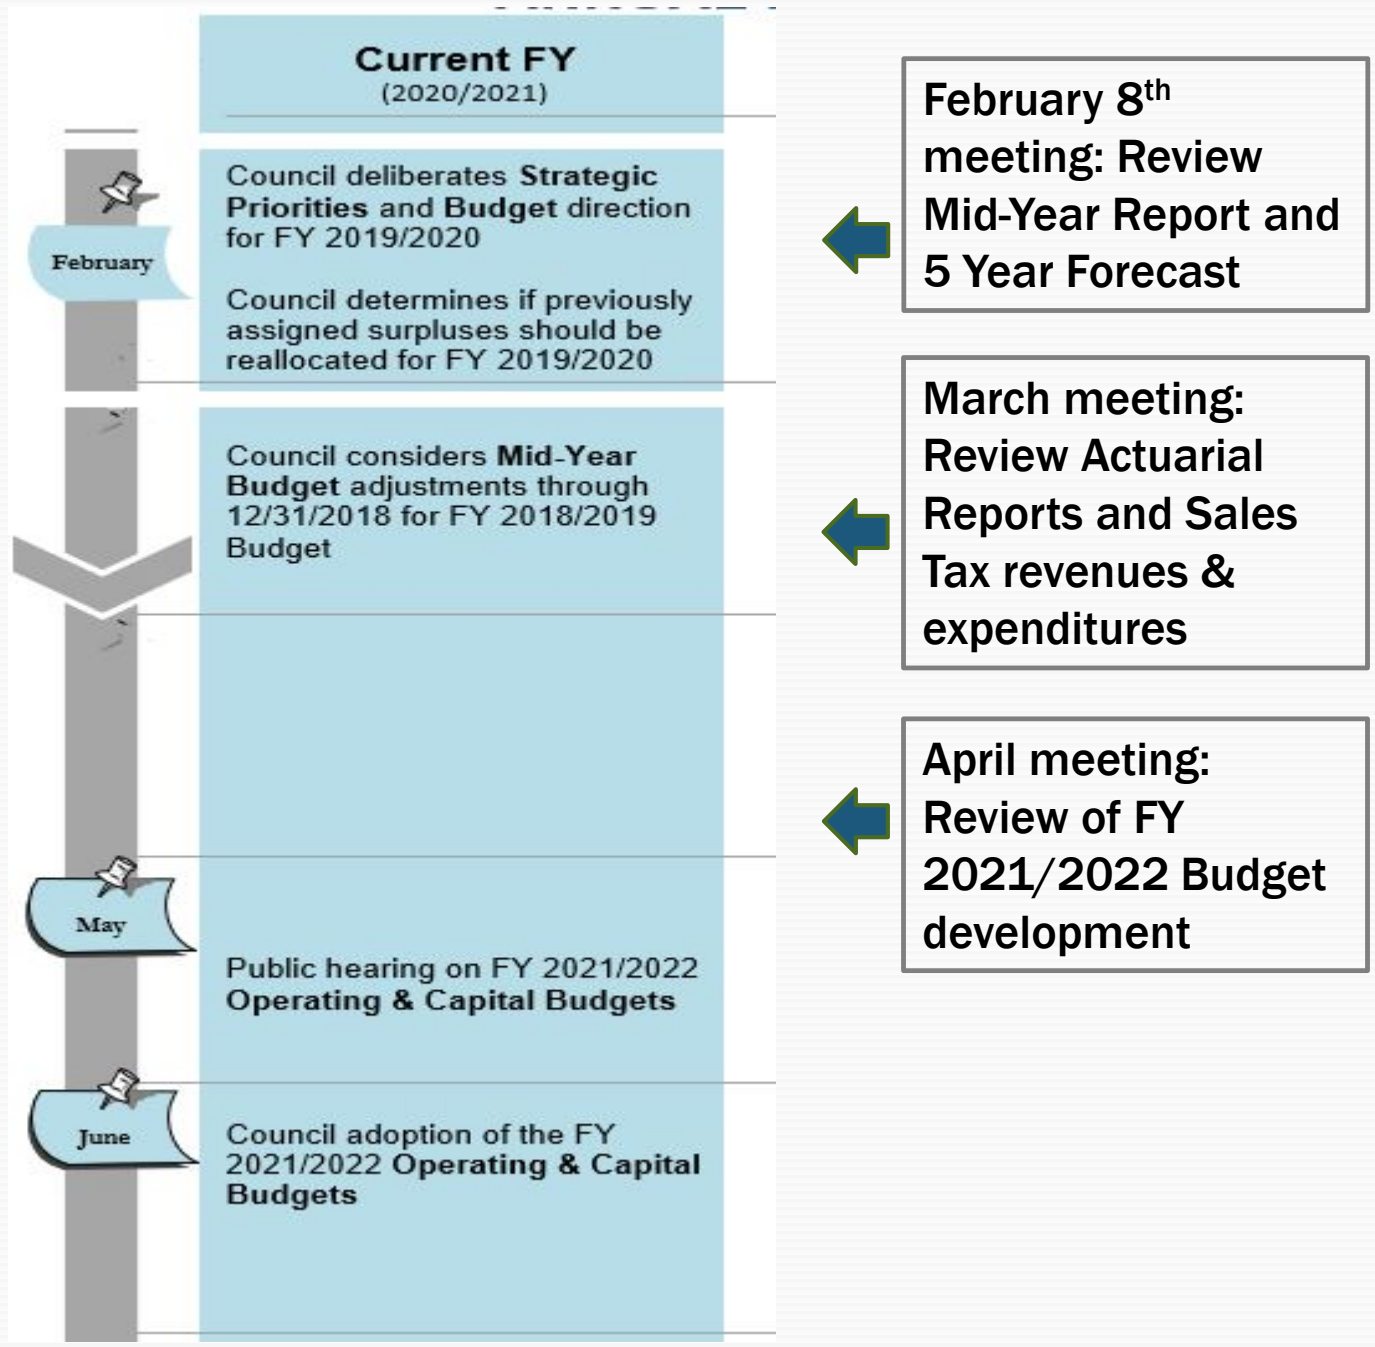 Current FY
(2020/2021)
February
Council deliberates Strategic
Priorities and Budget direction
for FY 2019/2020
Council determines if previously
assigned surpluses should be
reallocated for FY 2019/2020
Council considers Mid-Year
Budget adjustments through
12/31/2018 for FY 2018/2019
Budget
May
Public hearing on FY 2021/2022
Operating & Capital Budgets
June
Council adoption of the FY
2021/2022 Operating & Capital
Budgets
February 8th
meeting: Review
Mid-Year Report and
5 Year Forecast
March meeting:
Review Actuarial
Reports and Sales
Tax revenues &
expenditures
April meeting:
Review of FY
2021/2022 Budget
development